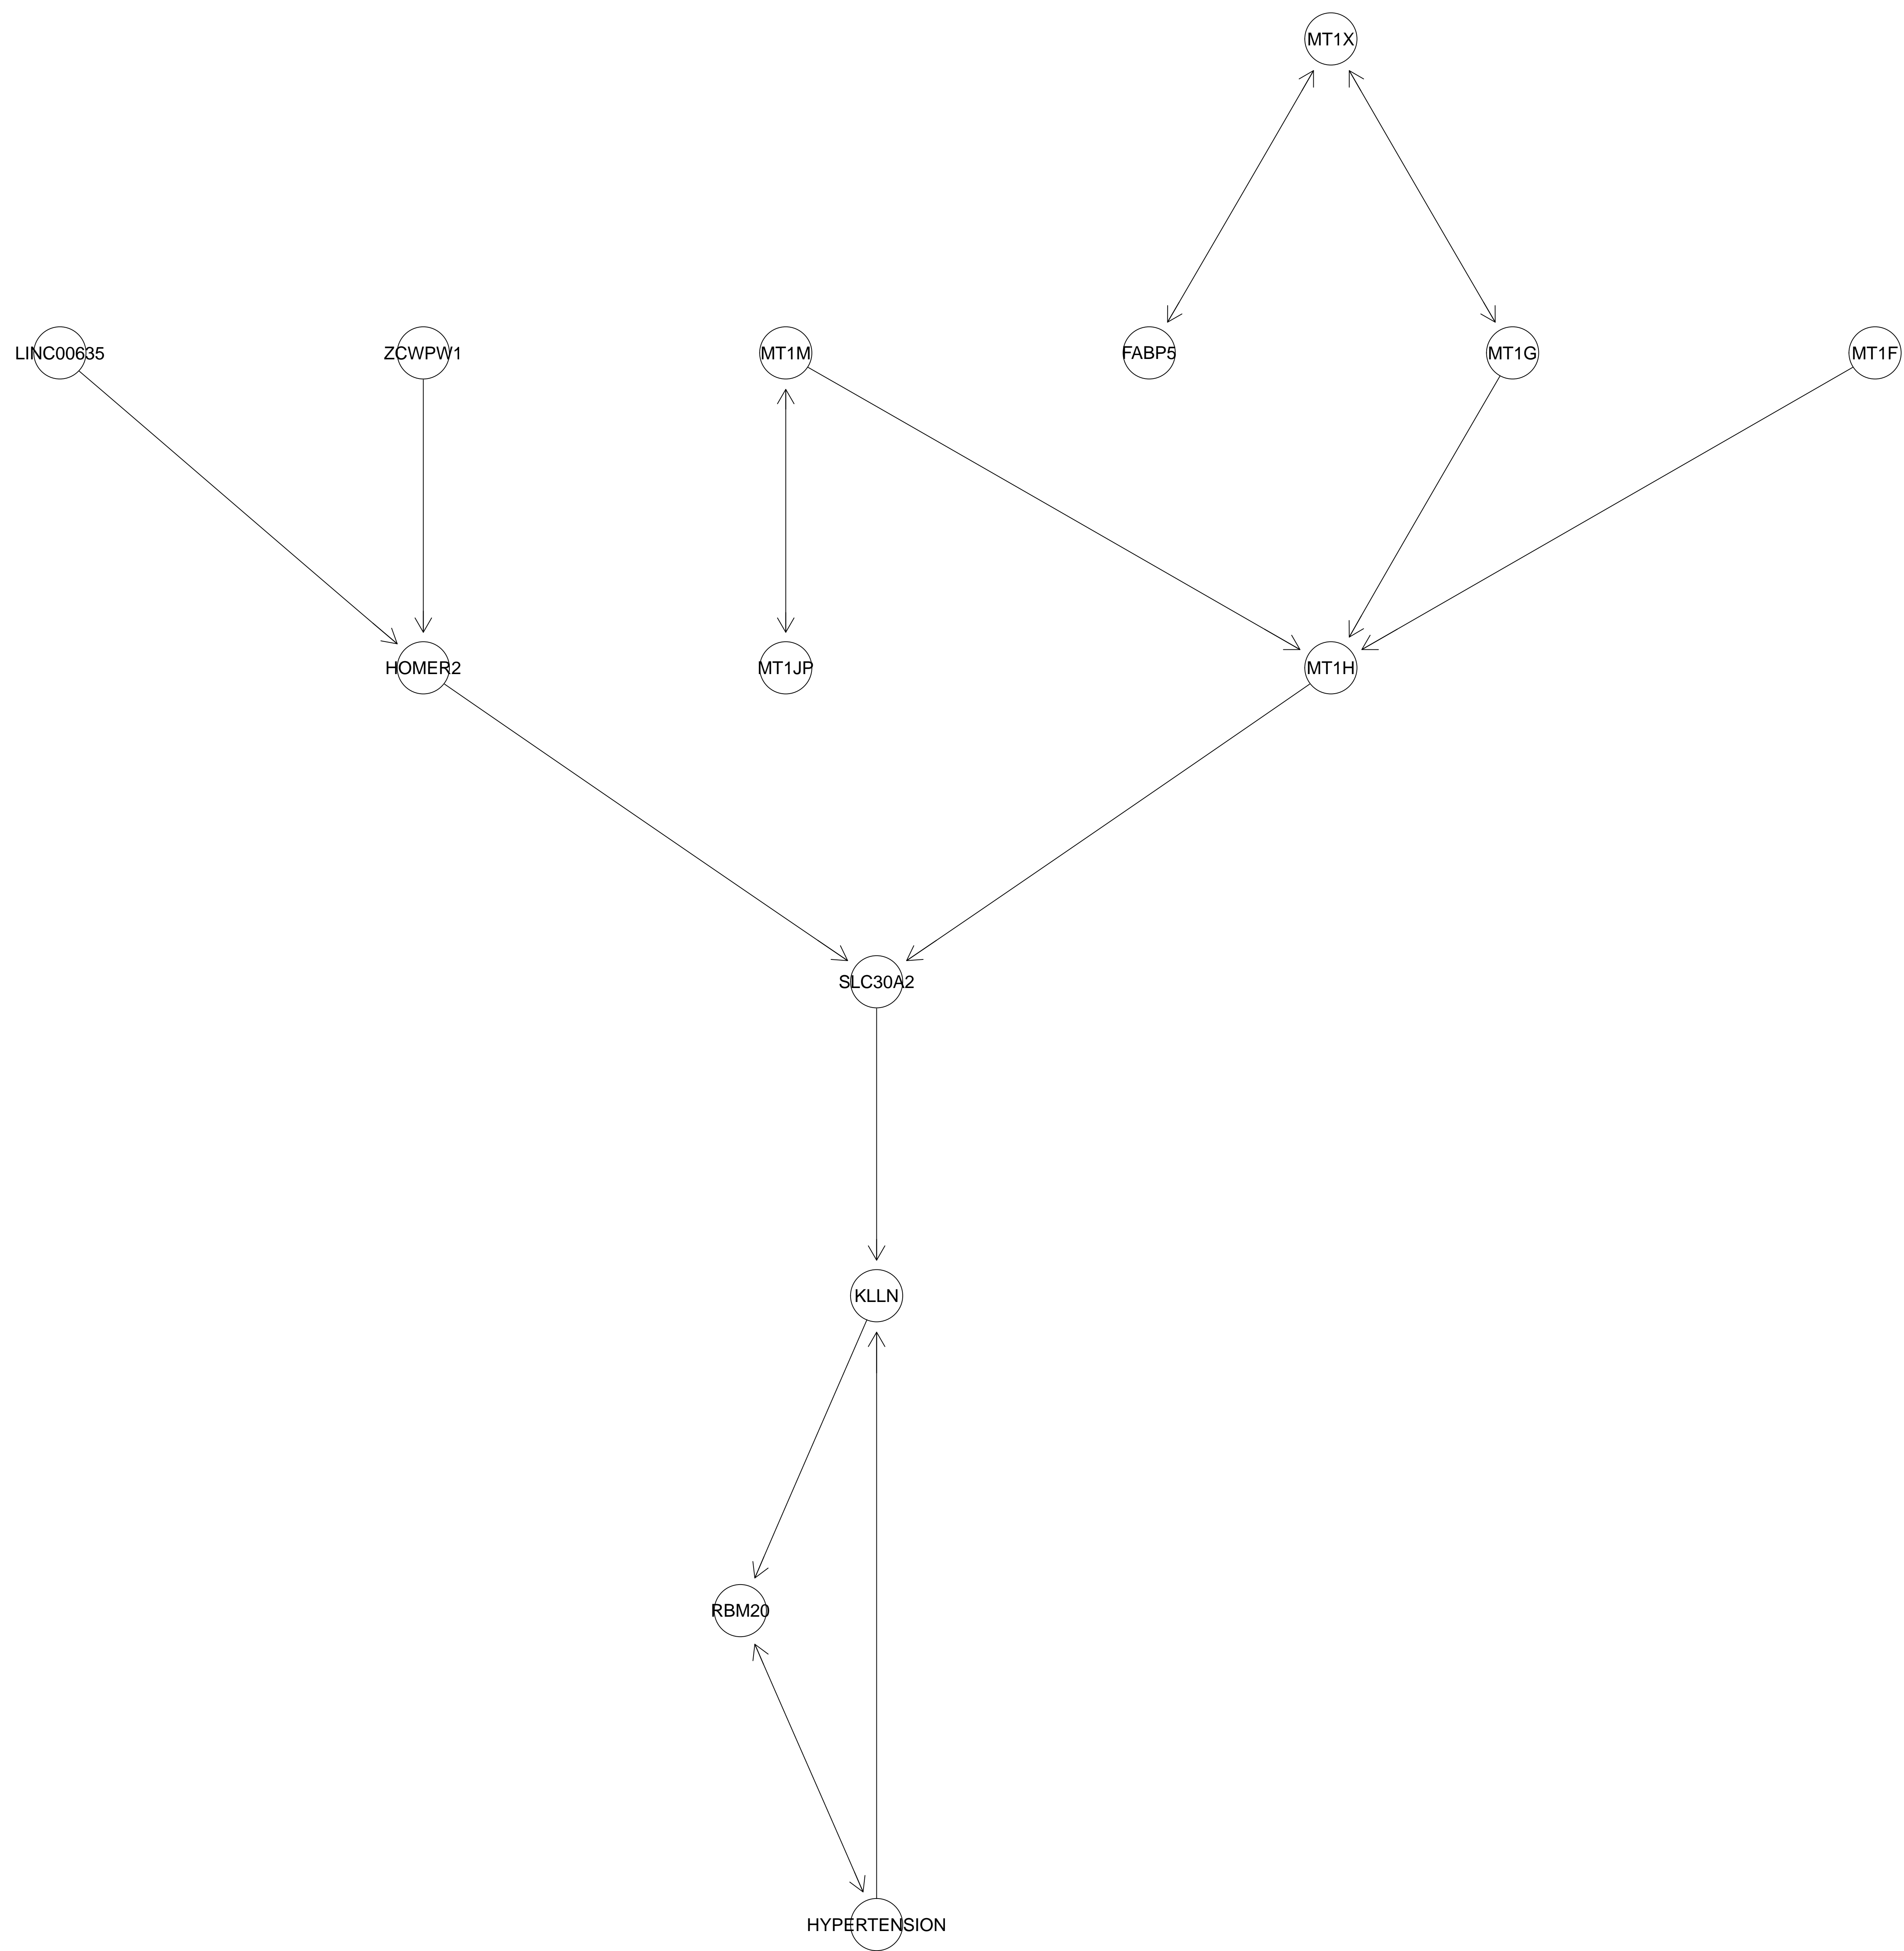 MT1X
LINC00635
ZCWPW1
MT1M
FABP5
MT1G
MT1F
HOMER2
MT1JP
MT1H
SLC30A2
KLLN
RBM20
HYPERTENSION